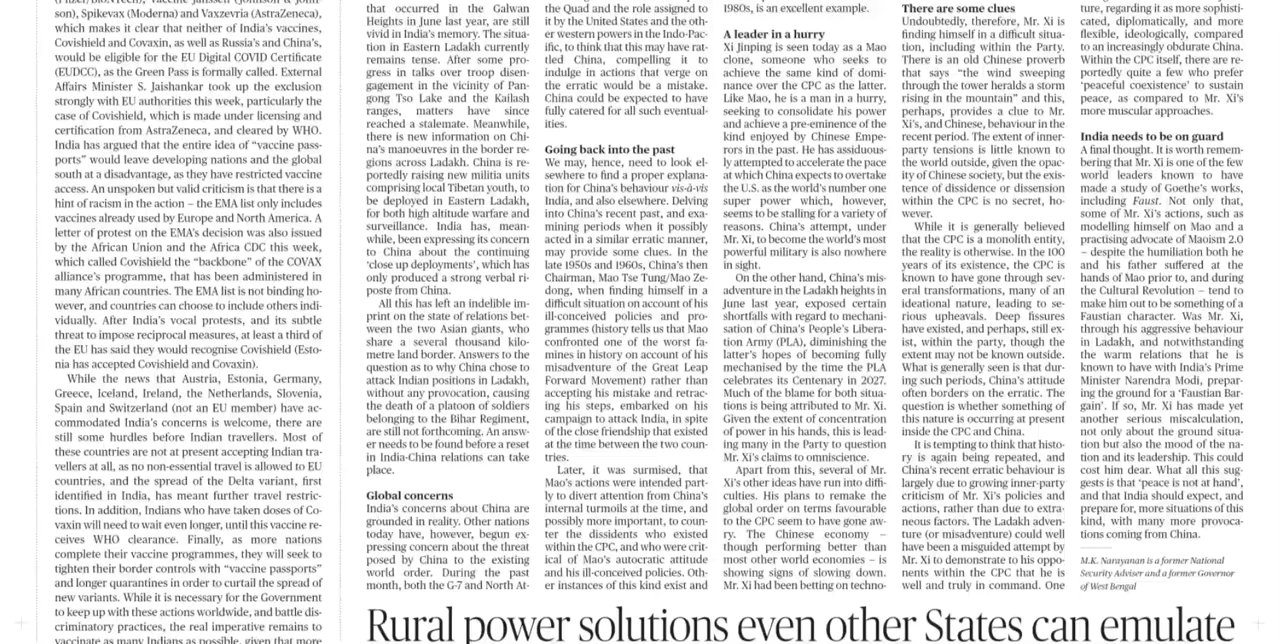 (Pfizer/BioNTech), Vaccine Janssen (Johnson & John-
son), Spikevax (Moderna) and Vaxzevria (AstraZeneca),
which makes it clear that neither of India's vaccines,
Covishield and Covaxin, as well as Russia's and China's,
would be eligible for the EU Digital COVID Certificate
(EUDCC), as the Green Pass is formally called. External
Affairs Minister S. Jaishankar took up the exclusion
strongly with EU authorities this week, particularly the
case of Covishield, which is made under licensing and
certification from AstraZeneca, and cleared by WHO.
India has argued that the entire idea of “vaccine pass-
ports” would leave developing nations and the global
south at a disadvantage, as they have restricted vaccine
access. An unspoken but valid criticism is that there is a
hint of racism in the action – the EMA list only includes
vaccines already used by Europe and North America. A
letter of protest on the EMA's decision was also issued
by the African Union and the Africa CDC this week,
which called Covishield the “backbone” of the COVAX
alliance's programme, that has been administered in
many African countries. The EMA list is not binding ho-
wever, and countries can choose to include others indi-
vidually. After India's vocal protests, and its subtle
threat to impose reciprocal measures, at least a third of
the EU has said they would recognise Covishield (Esto-
nia has accepted Covishield and Covaxin).
While the news that Austria, Estonia, Germany,
Greece, Iceland, Ireland, the Netherlands, Slovenia,
Spain and Switzerland (not an EU member) have ac-
commodated India's concerns is welcome, there are
still some hurdles before Indian travellers. Most of
these countries are not at present accepting Indian tra-
vellers at all, as no non-essential travel is allowed to EU
countries, and the spread of the Delta variant, first
identified in India, has meant further travel restric-
tions. In addition, Indians who have taken doses of Co-
vaxin will need to wait even longer, until this vaccine re-
ceives WHO clearance. Finally, as more nations
complete their vaccine programmes, they will seek to
tighten their border controls with “vaccine passports”
and longer quarantines in order to curtail the spread of
new variants. While it is necessary for the Government
to keep up with these actions worldwide, and battle dis-
criminatory practices, the real imperative remains to
vaccinate as many Indians as possible, given that more
that occurred in the Galwan
Heights in June last year, are still
vivid in India's memory. The situa-
tion in Eastern Ladakh currently
remains tense. After some pro-
gress in talks over troop disen-
gagement in the vicinity of Pan-
gong Tso Lake and the Kailash
ranges, matters have since
reached a stalemate. Meanwhile,
there is new information on Chi-
na's manoeuvres in the border re-
gions across Ladakh. China is re-
portedly raising new militia units
comprising local Tibetan youth, to
be deployed in Eastern Ladakh,
for both high altitude warfare and
surveillance. India has, mean-
while, been expressing its concern
to China about the continuing
‘close up deployments’, which has
only produced a strong verbal ri-
poste from China.
All this has left an indelible im-
print on the state of relations bet-
ween the two Asian giants, who
share a several thousand kilo-
metre land border. Answers to the
question as to why China chose to
attack Indian positions in Ladakh,
without any provocation, causing
the death of a platoon of soldiers
belonging to the Bihar Regiment,
are still not forthcoming. An answ-
er needs to be found before a reset
in India-China relations can take
place.
Global concerns
India's concerns about China are
grounded in reality. Other nations
today have, however, begun ex-
pressing concern about the threat
posed by China to the existing
world order. During the past
month, both the G-7 and North At-
the Quad and the role assigned to
it by the United States and the oth-
er western powers in the Indo-Pac-
ific, to think that this may have rat-
tled China, compelling it to
indulge in actions that verge on
the erratic would be a mistake.
China could be expected to have
fully catered for all such eventual-
ities.
Going back into the past
We may, hence, need to look el-
sewhere to find a proper explana-
tion for China's behaviour vis-à-vis
India, and also elsewhere. Delving
into China's recent past, and exa-
mining periods when it possibly
acted in a similar erratic manner,
may provide some clues. In the
late 1950s and 1960s, China's then
Chairman, Mao Tse Tung/Mao Ze-
dong, when finding himself in a
difficult situation on account of his
ill-conceived policies and pro-
grammes (history tells us that Mao
confronted one of the worst fa-
mines in history on account of his
misadventure of the Great Leap
Forward Movement) rather than
accepting his mistake and retrac-
ing his steps, embarked on his
campaign to attack India, in spite
of the close friendship that existed
at the time between the two coun-
tries.
Later, it was surmised, that
Mao's actions were intended part-
ly to divert attention from China's
internal turmoils at the time, and
possibly more important, to coun-
ter the dissidents who existed
within the CPC, and who were crit-
ical of Mao's autocratic attitude
and his ill-conceived policies. Oth-
er instances of this kind exist and
1980s, is an excellent example.
A leader in a hurry
Xi Jinping is seen today as a Mao
clone, someone who seeks to
achieve the same kind of domi-
nance over the CPC as the latter.
Like Mao, he is a man in a hurry,
seeking to consolidate his power
and achieve a pre-eminence of the
kind enjoyed by Chinese Empe-
rors in the past. He has assiduous-
ly attempted to accelerate the pace
at which China expects to overtake
the U.S. as the world's number one
super power which, however,
seems to be stalling for a variety of
reasons. China's attempt, under
Mr. Xi, to become the world's most
powerful military is also nowhere
in sight.
On the other hand, China's mis-
adventure in the Ladakh heights in
June last year, exposed certain
shortfalls with regard to mechani-
sation of China's People's Libera-
tion Army (PLA), diminishing the
latter's hopes of becoming fully
mechanised by the time the PLA
celebrates its Centenary in 2027.
Much of the blame for both situa-
tions is being attributed to Mr. Xi.
Given the extent of concentration
of power in his hands, this is lead-
ing many in the Party to question
Mr. Xi's claims to omniscience.
Apart from this, several of Mr.
Xi's other ideas have run into diffi-
culties. His plans to remake the
global order on terms favourable
to the CPC seem to have gone aw-
ry. The Chinese economy –
though performing better than
most other world economies – is
showing signs of slowing down.
Mr. Xi had been betting on techno-
There are some clues
Undoubtedly, therefore, Mr. Xi is
finding himself in a difficult situa-
tion, including within the Party.
There is an old Chinese proverb
that says “the wind sweeping
through the tower heralds a storm
rising in the mountain” and this,
perhaps, provides a clue to Mr.
Xi's, and Chinese, behaviour in the
recent period. The extent of inner-
party tensions is little known to
the world outside, given the opac-
ity of Chinese society, but the exis-
tence of dissidence or dissension
within the CPC is no secret, ho-
wever.
While it is generally believed
that the CPC is a monolith entity,
the reality is otherwise. In the 100
years of its existence, the CPC is
known to have gone through sev-
eral transformations, many of an
ideational nature, leading to se-
rious upheavals. Deep fissures
have existed, and perhaps, still ex-
ist, within the party, though the
extent may not be known outside.
What is generally seen is that dur-
ing such periods, China's attitude
often borders on the erratic. The
question is whether something of
this nature is occurring at present
inside the CPC and China.
It is tempting to think that histo-
ry is again being repeated, and
China's recent erratic behaviour is
largely due to growing inner-party
criticism of Mr. Xi's policies and
actions, rather than due to extra-
neous factors. The Ladakh adven-
ture (or misadventure) could well
have been a misguided attempt by
Mr. Xi to demonstrate to his oppo-
nents within the CPC that he is
well and truly in command. One
ture, regarding it as more sophisti-
cated, diplomatically, and more
flexible, ideologically, compared
to an increasingly obdurate China.
Within the CPC itself, there are re-
portedly quite a few who prefer
‘peaceful coexistence’ to sustain
peace, as compared to Mr. Xi's
more muscular approaches.
India needs to be on guard
A final thought. It is worth remem-
bering that Mr. Xi is one of the few
world leaders known to have
made a study of Goethe's works,
including Faust. Not only that,
some of Mr. Xi's actions, such as
modelling himself on Mao and a
practising advocate of Maoism 2.0
– despite the humiliation both he
and his father suffered at the
hands of Mao prior to, and during
the Cultural Revolution – tend to
make him out to be something of a
Faustian character. Was Mr. Xi,
through his aggressive behaviour
in Ladakh, and notwithstanding
the warm relations that he is
known to have with India's Prime
Minister Narendra Modi, prepar-
ing the ground for a ‘Faustian Bar-
gain’. If so, Mr. Xi has made yet
another serious miscalculation,
not only about the ground situa-
tion but also the mood of the na-
tion and its leadership. This could
cost him dear. What all this sug-
gests is that ‘peace is not at hand’,
and that India should expect, and
prepare for, more situations of this
kind, with many more provoca-
tions coming from China.
M.K. Narayanan is a former National
Security Adviser and a former Governor
of West Bengal
Rural power solutions even other States can emulate